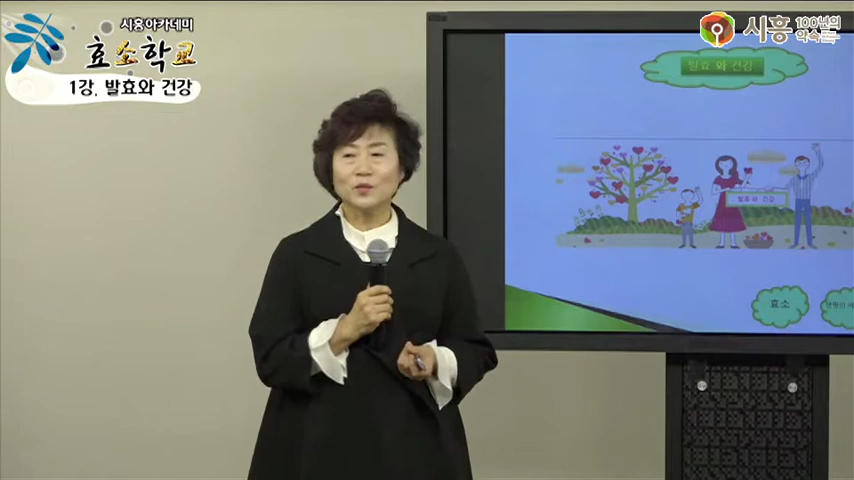 시흥아카데미
효소학교
1강. 발효와 건강
시흥 100년의
약속
발효 와 건강
발효와 건강
효소